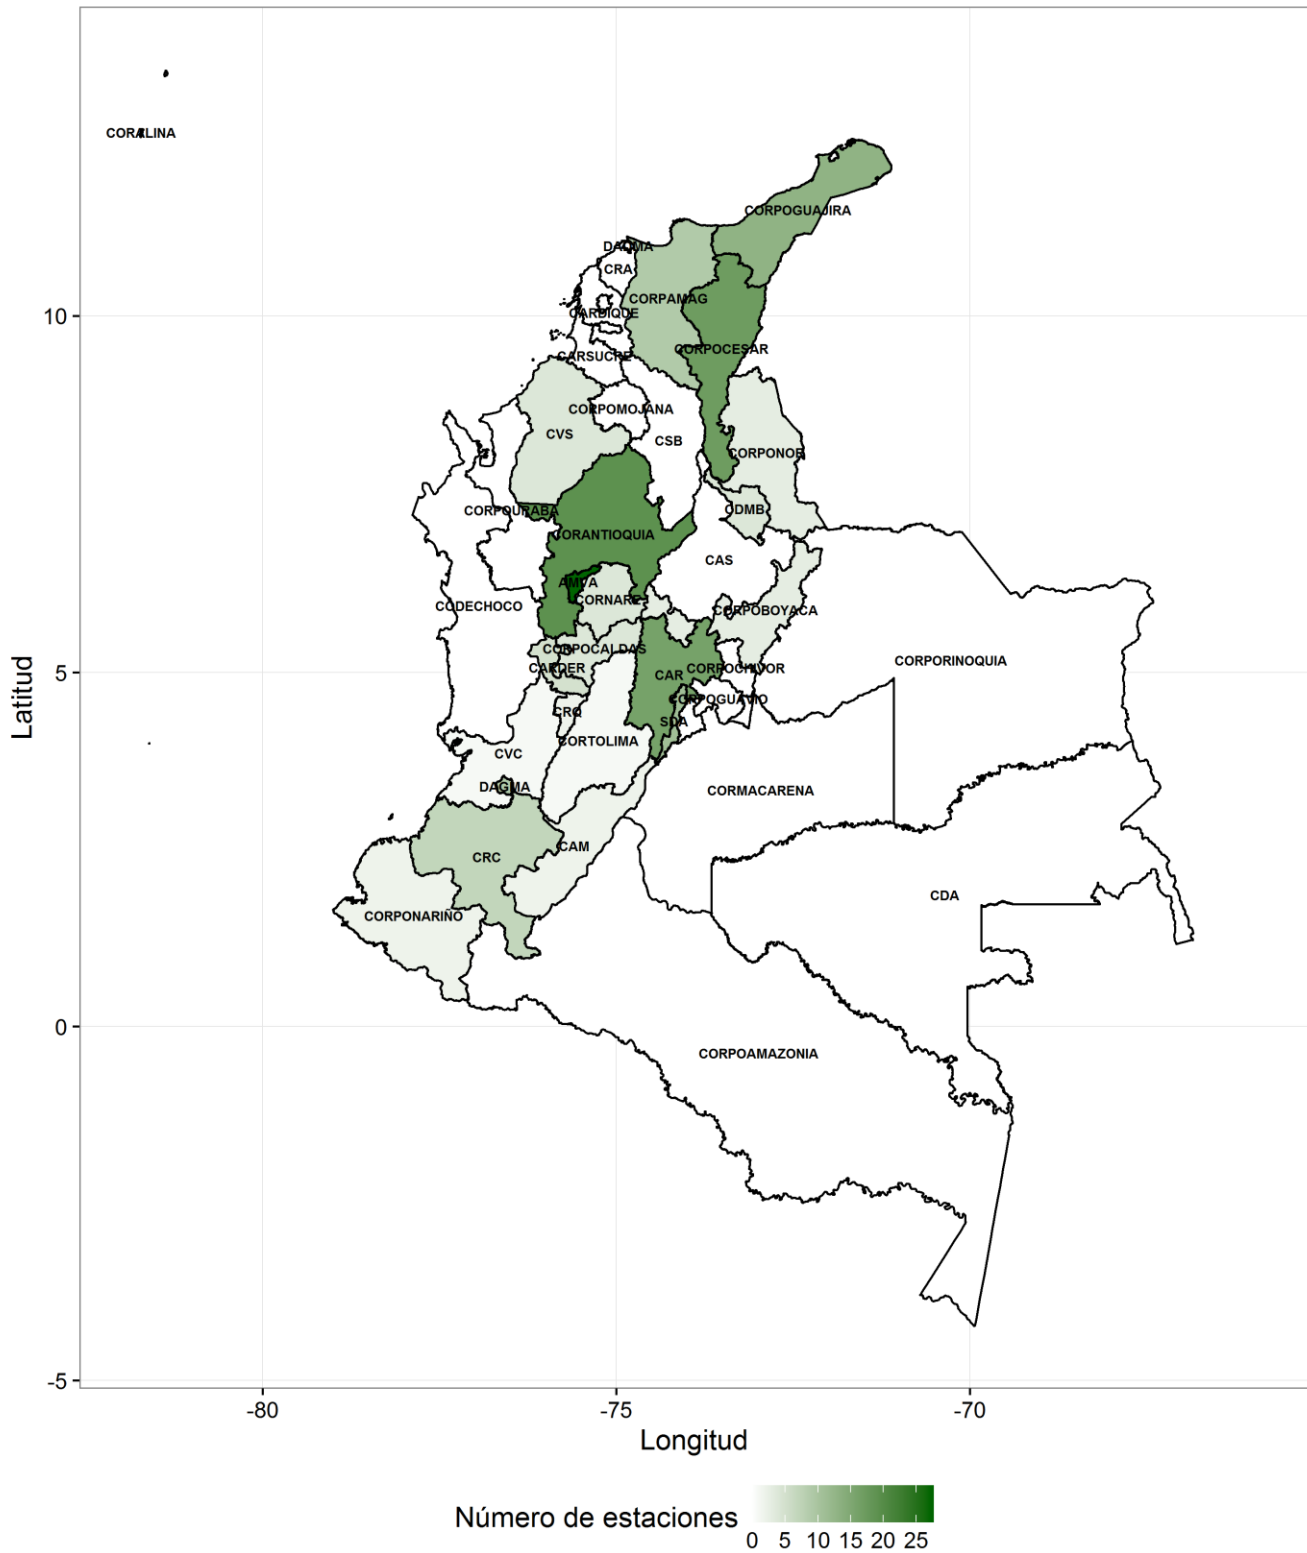 CORALINA
CORPOGUAJIRA
DAGMA
CRA
CORPAMAG
CARDIQUE
CORPOCESAR
CARSUCRE
CORPOMOJANA
CVS
CSB
CORPONOR
CORPOURABA
CDMB
CORANTIOQUIA
CAS
AMVA
CORNARE
CODECHOCO
CORPOBOYACA
CORPOCALDAS
CORPORINOQUIA
CARDER
CAR
CORPOCHIVOR
CORPOGUAVIO
CRQ
SDA
CORTOLIMA
CVC
DAGMA
CORMACARENA
CAM
CRC
CDA
CORPONARIÑO
CORPOAMAZONIA
10
5
0
-5
Latitud
-80
-75
-70
Longitud
Número de estaciones
0 5 10 15 20 25